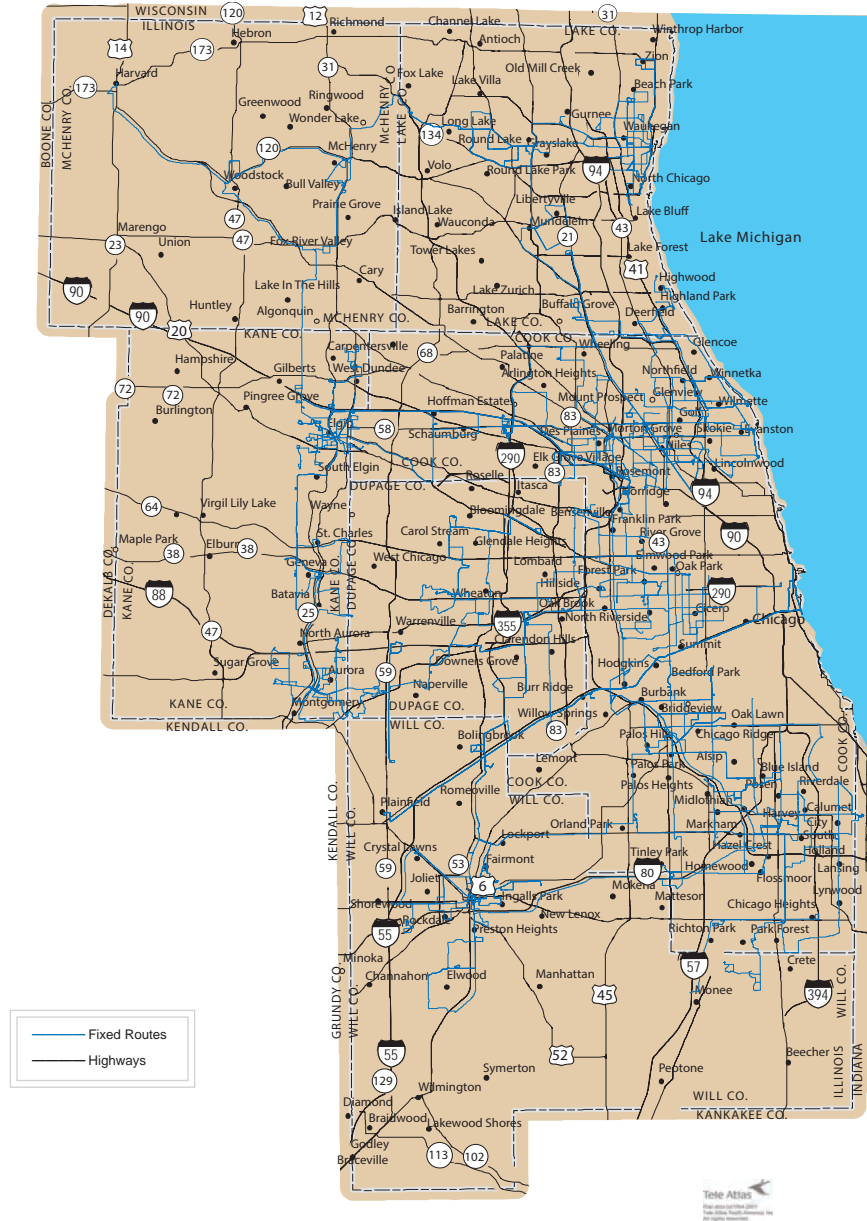 WISCONSIN
ILLINOIS
120
12
Richmond
Channel Lake
31
LAKE CO.
Winthrop Harbor
Hebron
14
173
Antioch
Zion
Harvard
31
Fox Lake
Old Mill Creek
173
McHENRY CO.
LAKE CO.
Lake Villa
Beach Park
BOONE CO.
MCHENRY CO.
Greenwood
Ringwood
Wonder Lake
Gurnee
134
Long Lake
Round Lake
Grayslake
Waukegan
120
McHenry
Volo
Round Lake Park
94
Woodstock
Bull Valley
North Chicago
Prairie Grove
Island Lake
Libertyville
47
Wauconda
Mundelein
Lake Bluff
Marengo
23
Union
47
Fox River Valley
21
43
Lake Michigan
Tower Lakes
Lake Forest
41
90
Cary
Highwood
Lake In The Hills
Lake Zurich
Buffalo Grove
Highland Park
90
Huntley
Algonquin
MCHENRY CO.
Barrington
LAKE CO.
Deerfield
20
KANE CO.
COOK CO.
Carpentersville
68
Palatine
Wheeling
Glencoe
Hampshire
Gilberts
West Dundee
Arlington Heights
Northfield
Winnetka
72
72
Pingree Grove
Hoffman Estates
Mount Prospect
Glenview
Wilmette
Burlington
83
Golf
Elgin
58
Schaumburg
Des Plaines
Morton Grove
Skokie
Evanston
Niles
290
Elk Grove Village
COOK CO.
83
Rosemont
Lincolnwood
South Elgin
DUPAGE CO.
Roselle
Itasca
Norridge
94
64
Virgil Lily Lake
Wayne
Bloomingdale
Bensenville
Franklin Park
90
Maple Park
38
Elburn
38
St. Charles
Carol Stream
Glendale Heights
River Grove
43
Elmwood Park
DEKALB CO.
KANE CO.
Geneva
West Chicago
Lombard
Oak Park
88
KANE CO.
DUPAGE CO.
Hillside
Forest Park
290
Batavia
Wheaton
Oak Brook
25
Cicero
North Riverside
Chicago
47
North Aurora
Warrenville
355
Clarendon Hills
Summit
Sugar Grove
Downers Grove
Hodgkins
Bedford Park
Aurora
59
Naperville
Burr Ridge
Burbank
KANE CO.
Montgomery
DUPAGE CO.
Willow Springs
Bridgeview
KENDALL CO.
WILL CO.
83
Oak Lawn
COOK CO.
Bolingbrook
Palos Hills
Chicago Ridge
Lemont
Alsip
Blue Island
Palos Park
COOK CO.
Palos Heights
Posen
Riverdale
Romeoville
WILL CO.
Midlothian
Plainfield
Harvey
Calumet
City
KENDALL CO.
WILL CO.
Orland Park
Markham
South
Holland
Lockport
Crystal Lawns
Hazel Crest
53
Fairmont
Tinley Park
Homewood
Lansing
59
Joliet
6
80
Flossmoor
Mokena
Lynwood
Shorewood
Ingalls Park
Matteson
Chicago Heights
Rockdale
New Lenox
55
Preston Heights
Richton Park
Park Forest
Minoka
57
Crete
Channahon
Elwood
Manhattan
45
Monee
394
GRUNDY CO.
WILL CO.
WILL CO.
Fixed Routes
Highways
55
52
Beecher
129
Symerton
Peotone
ILLINOIS
INDIANA
Wilmington
WILL CO.
Diamond
KANKAKEE CO.
Braidwood
Lakewood Shores
Godley
113
102
Braceville
Tele Atlas